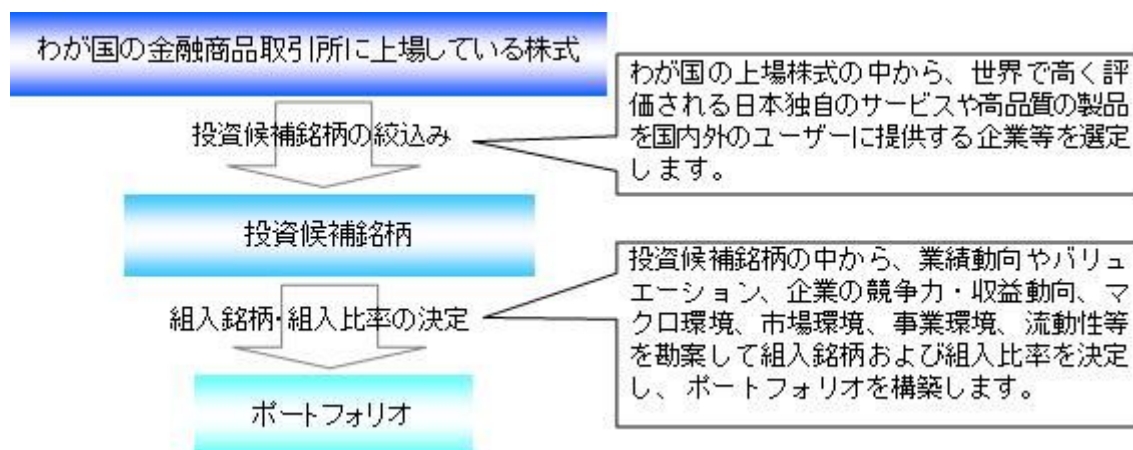 わが国の金融商品取引所に上場している株式
わが国の上場株式の中から、世界で高く評
価される日本独自のサービスや高品質の製品
を国内外のユーザーに提供する企業等を選定
します。
投資候補銘柄の絞込み
投資候補銘柄
投資候補銘柄の中から、業績動向やバリュ
エーション、企業の競争力・収益動向、マ
クロ環境、市場環境、事業環境、流動性等
を勘案して組入銘柄および組入比率を決定
し、ポートフォリオを構築します。
組入銘柄・組入比率の決定
ポートフォリオ